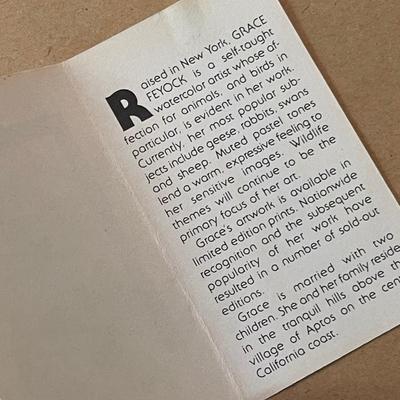 Raised in New York, GRACE
FEYOCK is a self-taught
watercolor artist whose af-
fection for animals, and birds in
particular, is evident in her work.
Currently, her most popular sub-
jects include geese, rabbits, swans
and sheep. Muted pastel tones
lend a warm, expressive feeling to
her sensitive images. Wildlife
themes will continue to be the
primary focus of her art.
Grace's artwork is available in
limited edition prints. Nationwide
recognition and the subsequent
popularity of her work have
resulted in a number of sold-out
editions.
Grace is married with two
children. She and her family reside
in the tranquil hills above the
village of Aptos on the cen
California coast.